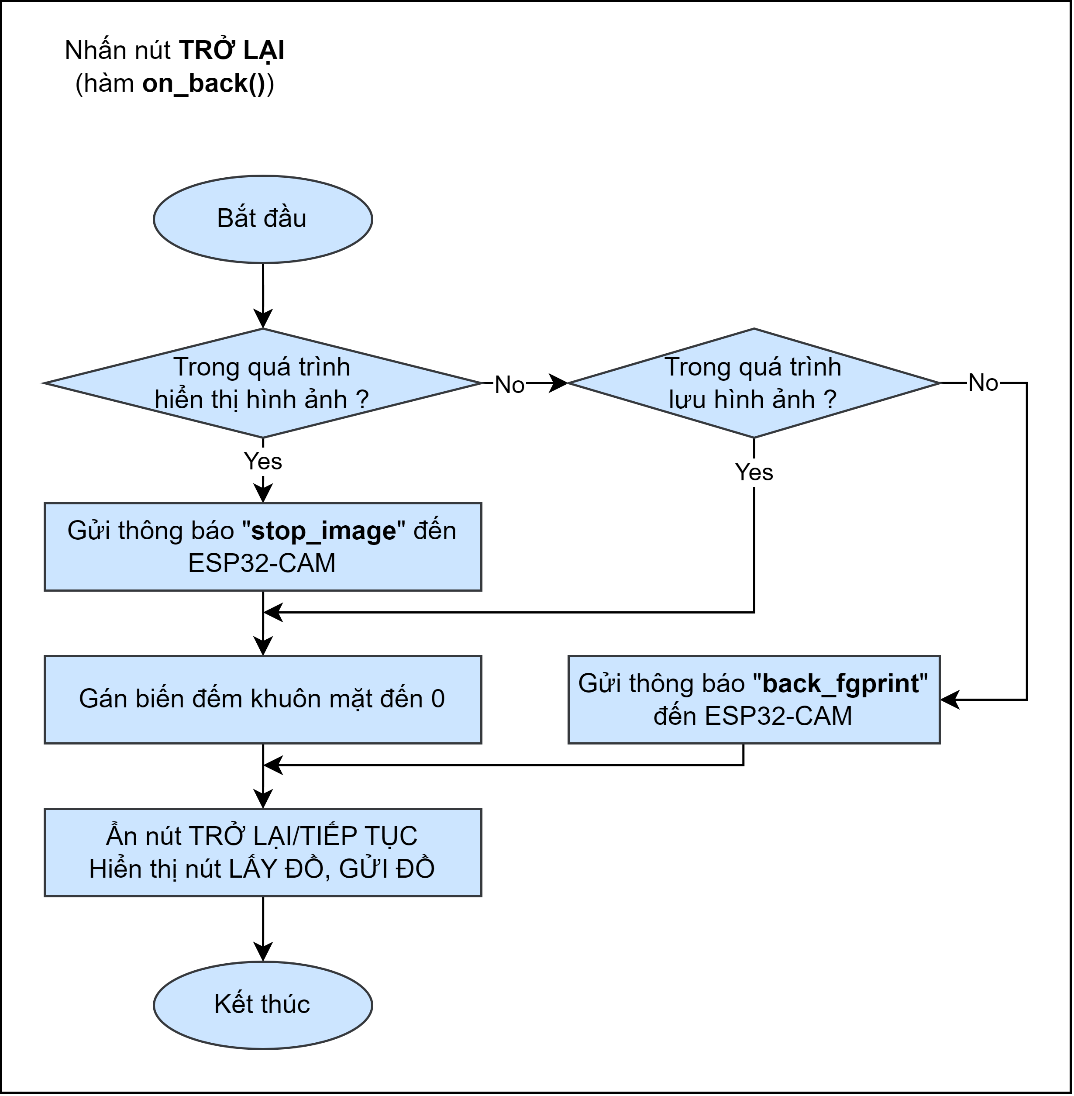 Nhấn nút TRỞ LẠI
(hàm on_back())
Bắt đầu
Trong quá trình
hiển thị hình ảnh ?
No
Trong quá trình
lưu hình ảnh ?
No
Yes
Yes
Gửi thông báo "stop_image" đến
ESP32-CAM
Gán biến đếm khuôn mặt đến 0
Gửi thông báo "back_fgprint"
đến ESP32-CAM
Ẩn nút TRỞ LẠI/TIẾP TỤC
Hiển thị nút LẤY ĐỒ, GỬI ĐỒ
Kết thúc